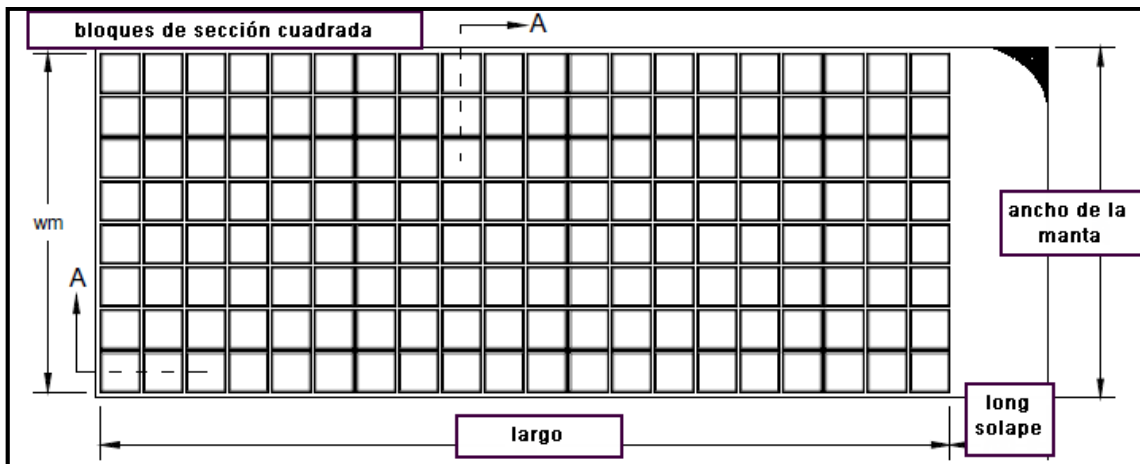 bloques de sección cuadrada
A
wm
A
ancho de la
manta
largo
long
solape